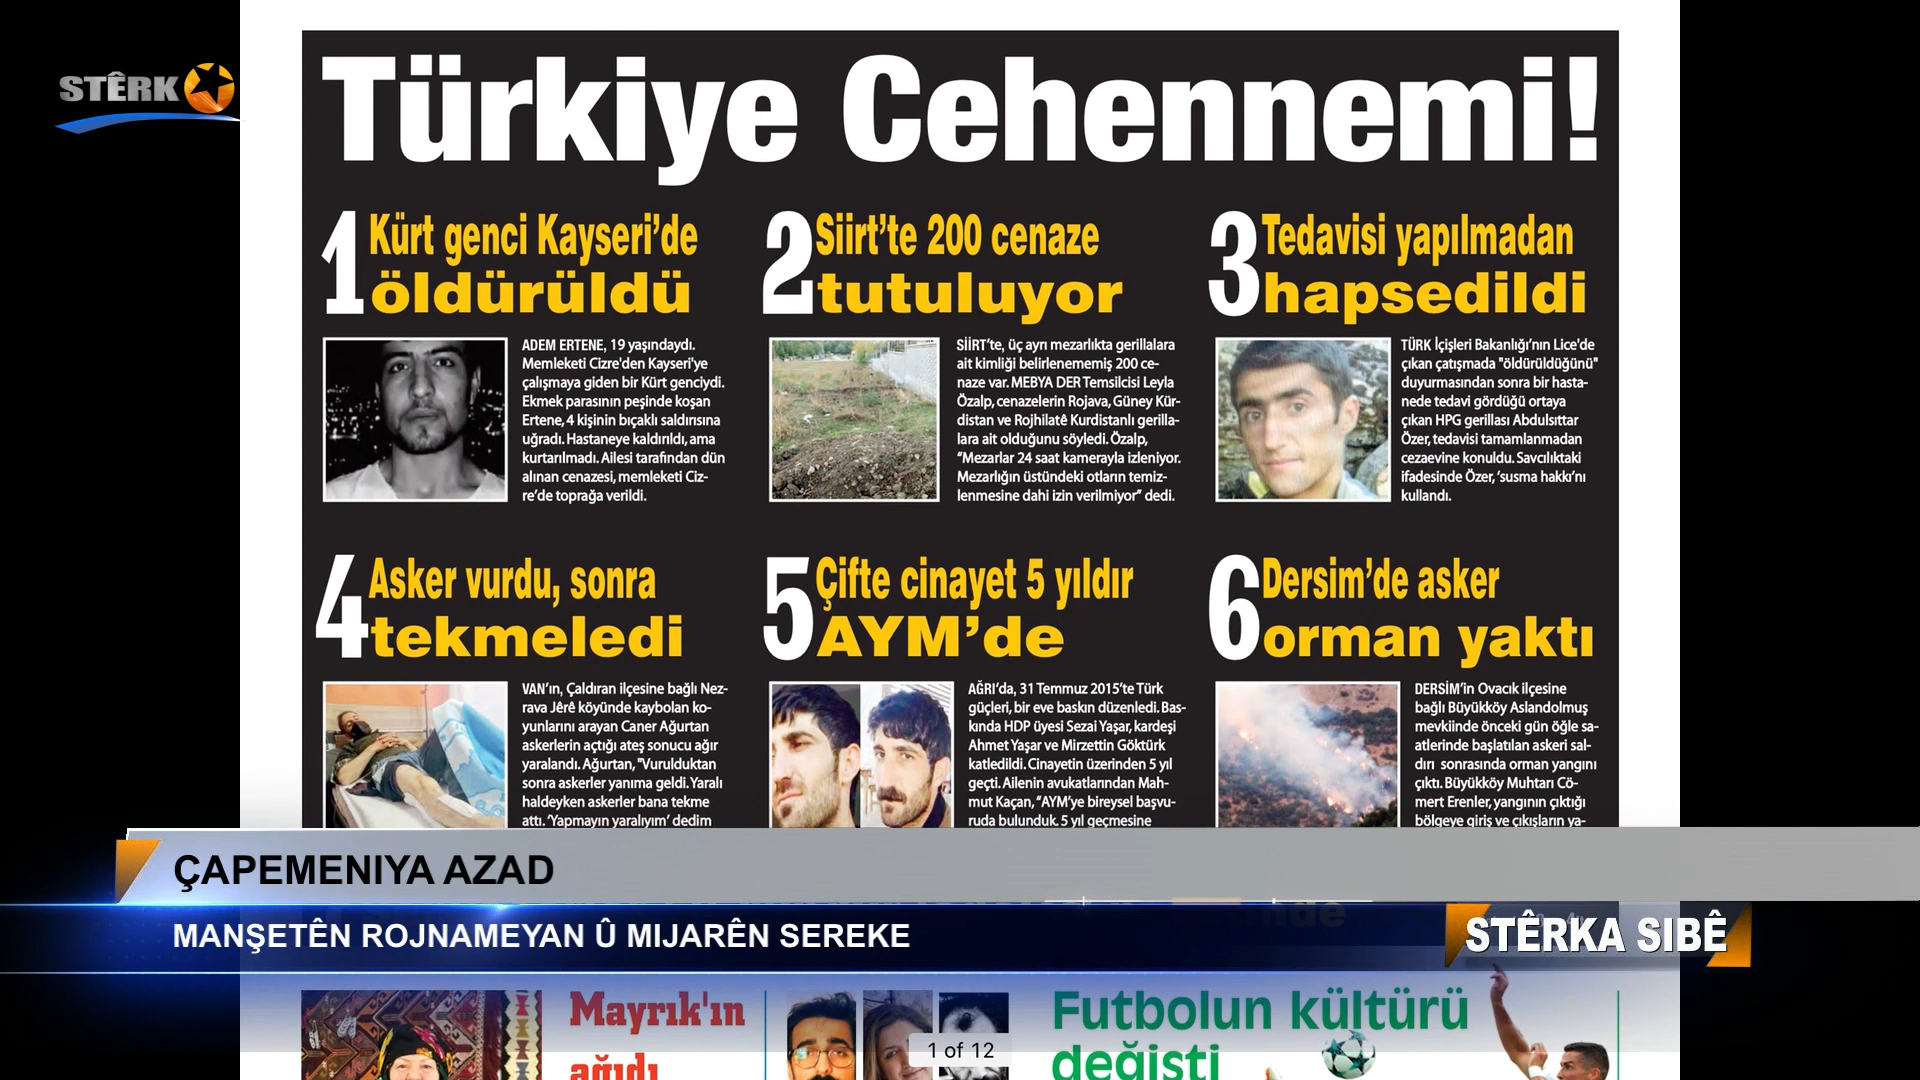 STÊRK
Türkiye Cehennemi!
1 Kürt genci Kayseri'de
öldürüldü
ADEM ERTENE, 19 yaşındaydı.
Memleketi Cizre'den Kayseri'ye
çalışmaya giden bir Kürt genciydi.
Ekmek parasının peşinde koşan
Ertene, 4 kişinin bıçaklı saldırısına
uğradı. Hastaneye kaldırıldı, ama
kurtarılmadı. Ailesi tarafından dün
alınan cenazesi, memleketi Ciz-
re'de toprağa verildi.
2 Siirt'te 200 cenaze
tutuluyor
SİİRT'te, üç ayrı mezarlıkta gerillalara
ait kimliği belirlenememiş 200 ce-
naze var. MEBYA DER Temsilcisi Leyla
Özalp, cenazelerin Rojava, Güney Kür-
distan ve Rojhilatê Kurdistanlı gerilla-
lara ait olduğunu söyledi. Özalp,
"Mezarlar 24 saat kamerayla izleniyor.
Mezarlığın üstündeki otların temiz-
lenmesine dahi izin verilmiyor" dedi.
3 Tedavisi yapılmadan
hapsedildi
TÜRK İçişleri Bakanlığı'nın Lice'de
çıkan çatışmada "öldürüldüğünü"
duyurmasından sonra bir hasta-
nede tedavi gördüğü ortaya
çıkan HPG gerillası Abdulsıttar
Özer, tedavisi tamamlanmadan
cezaevine konuldu. Savcılıktaki
ifadesinde Özer, 'susma hakkı'nı
kullandı.
4 Asker vurdu, sonra
tekmeledi
VAN'ın, Çaldıran ilçesine bağlı Nez-
rava Jêrê köyünde kaybolan ko-
yunlarını arayan Caner Ağurtan
askerlerin açtığı ateş sonucu ağır
yaralandı. Ağurtan, "Vurulduktan
sonra askerler yanıma geldi. Yaralı
haldeyken askerler bana tekme
attı. 'Yapmayın yaralıyım' dedim
5 Çifte cinayet 5 yıldır
AYM'de
AĞRI'da, 31 Temmuz 2015'te Türk
güçleri, bir eve baskın düzenledi. Bas-
kında HDP üyesi Sezai Yaşar, kardeşi
Ahmet Yaşar ve Mirzettin Göktürk
katledildi. Cinayetin üzerinden 5 yıl
geçti. Ailenin avukatlarından Mah-
mut Kaçan, "AYM'ye bireysel başvu-
ruda bulunduk. 5 yıl geçmesine
6 Dersim'de asker
orman yaktı
DERSİM'in Ovacık ilçesine
bağlı Büyükköy Aslandolmuş
mevkiinde önceki gün öğle sa-
atlerinde başlatılan askeri sal-
dırı sonrasında orman yangını
çıktı. Büyükköy Muhtarı Cö-
mert Erenler, yangının çıktığı
bölgeye giriş ve çıkışların ya-
ÇAPEMENIYA AZAD
MANŞETÊN ROJNAMEYAN Û MIJARÊN SEREKE
STÊRKA SIBÊ
Mayrık'ın
ağıdı
1 of 12
Futbolun kültürü
değişti